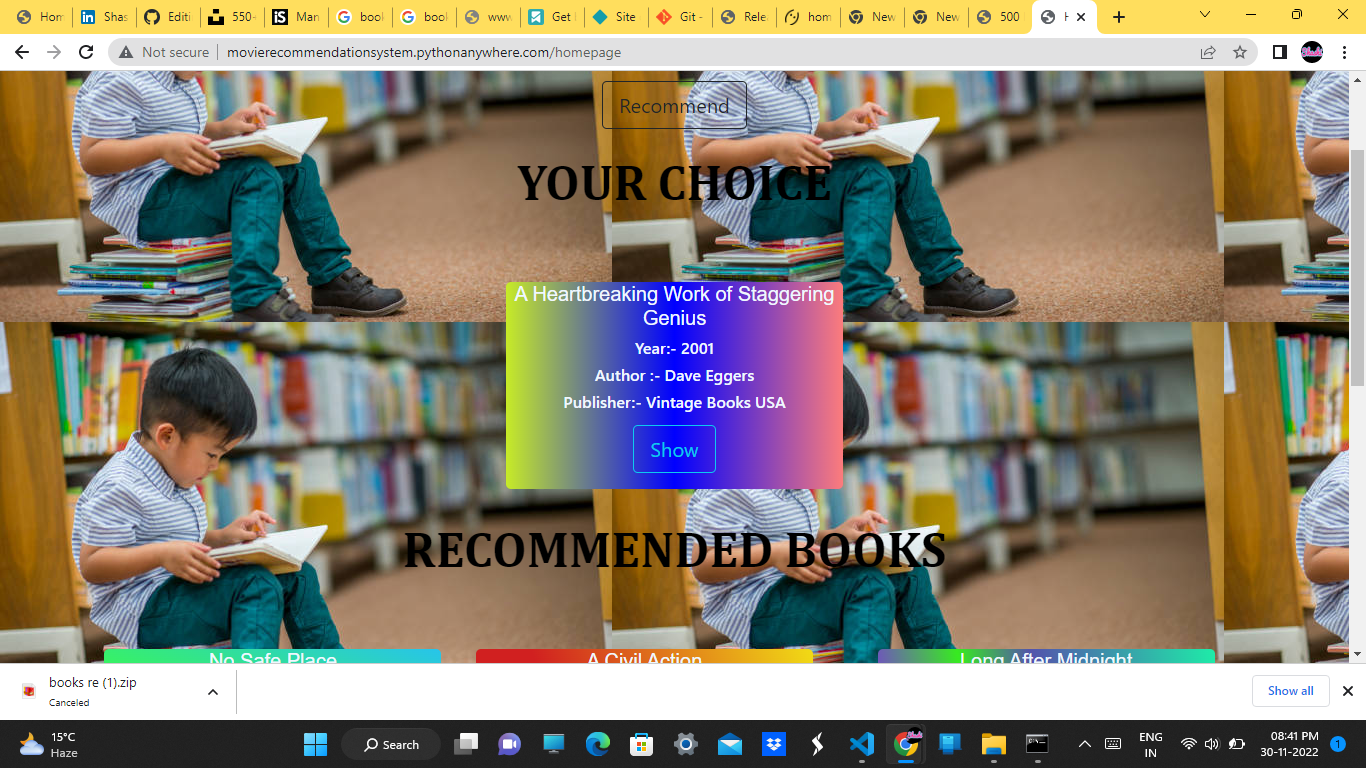 Hom
Shas
Editi
550+
iS
Man
book
book
www
Get
Site
Git -
Rele
hom
New
New
500
Not secure
movierecommendationsystem.pythonanywhere.com/homepage
Recommend
YOUR CHOICE
A Heartbreaking Work of Staggering
Genius
Year:- 2001
Author :- Dave Eggers
Publisher:- Vintage Books USA
Show
RECOMMENDED BOOKS
No Safe Place
A Civil Action
Long After Midnight
books re (1).zip
Canceled
Show all
15°C
Haze
Search
ENG
IN
08:41 PM
30-11-2022
1